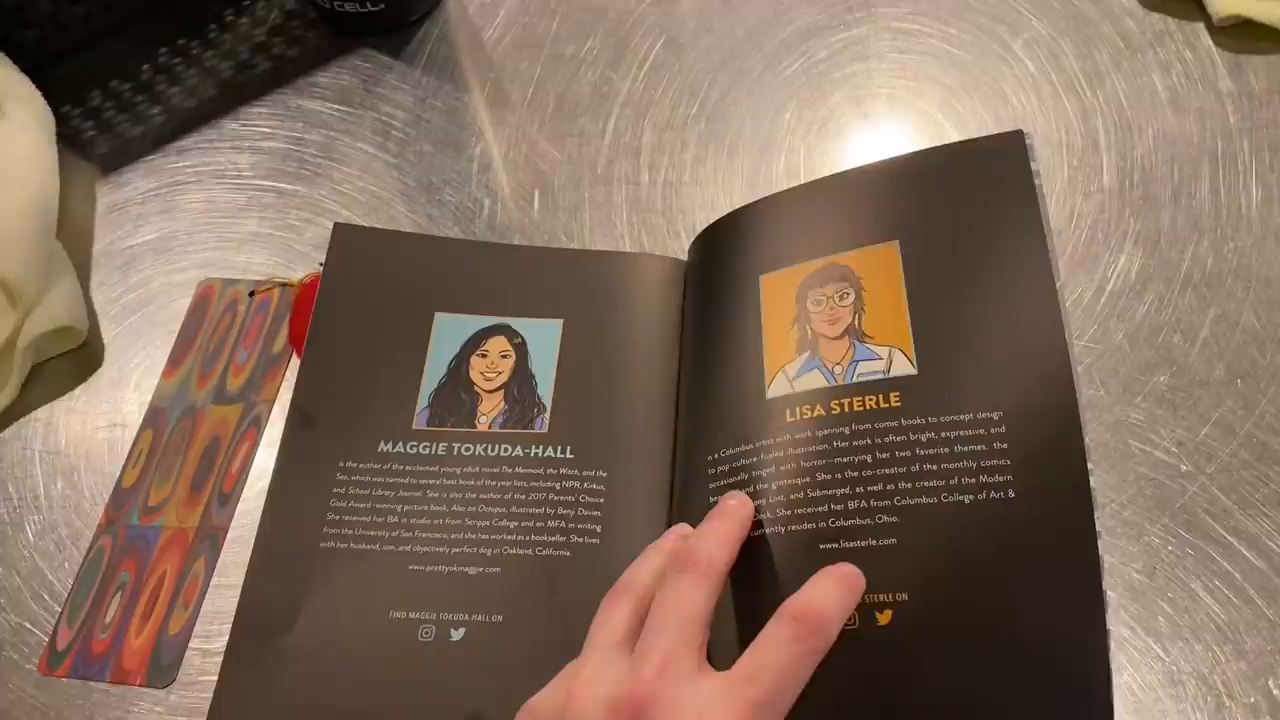 CELL
MAGGIE TOKUDA-HALL
is the author of the acclaimed young adult novel The Mermaid, the Witch, and the
Sea, which was named to several best book of the year lists, including NPR, Kirkus,
and School Library Journal. She is also the author of the 2017 Parents' Choice
Gold Award-winning picture book, Also an Octopus, illustrated by Benji Davies.
She received her BA in studio art from Scripps College and an MFA in writing
from the University of San Francisco, and she has worked as a bookseller. She lives
with her husband, son, and objectively perfect dog in Oakland, California.
www.prettyokmaggie.com
FIND MAGGIE TOKUDA-HALL ON
LISA STERLE
is a Columbus artist with work spanning from comic books to concept design
to pop-culture-fueled illustration. Her work is often bright, expressive, and
occasionally tinged with horror—marrying her two favorite themes, the
and the grotesque. She is the co-creator of the monthly comics
Lost, and Submerged, as well as the creator of the Modern
Deck. She received her BFA from Columbus College of Art &
currently resides in Columbus, Ohio.
www.lisasterle.com
STERLE ON